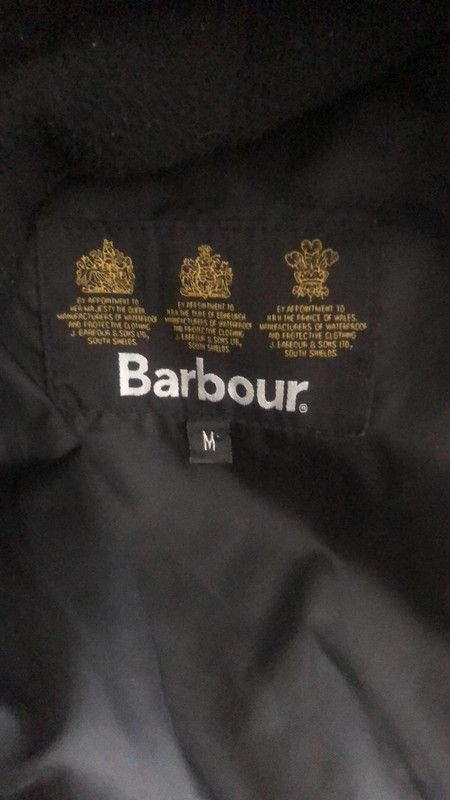 BY APPOINTMENT TO
HER MAJESTY THE QUEEN
MANUFACTURERS OF WATERPROOF
AND PROTECTIVE CLOTHING
J. BARBOUR & SONS LTD,
SOUTH SHIELDS
BY APPOINTMENT TO
H.R.H. THE DUKE OF EDINBURGH
MANUFACTURERS OF WATERPROOF
AND PROTECTIVE CLOTHING
J. BARBOUR & SONS LTD,
SOUTH SHIELDS
BY APPOINTMENT TO
H.R.H. THE PRINCE OF WALES
MANUFACTURERS OF WATERPROOF
AND PROTECTIVE CLOTHING
J. BARBOUR & SONS LTD,
SOUTH SHIELDS
Barbour®
M